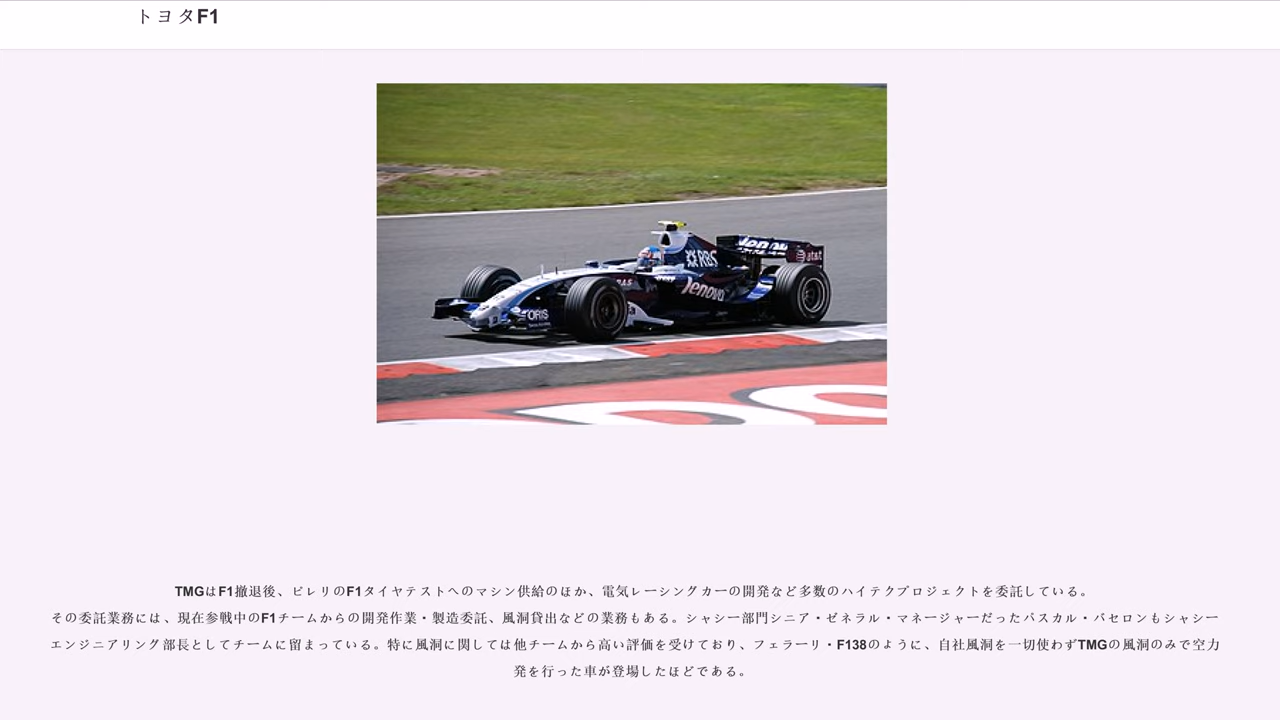 トヨタF1
RBS
lenovo
lenovo
at&t
ORIS
TMGはF1撤退後、ピレリのF1タイヤテストへのマシン供給のほか、電気レーシングカーの開発など多数のハイテクプロジェクトを委託している。
その委託業務には、現在参戦中のF1チームからの開発作業・製造委託、風洞貸出などの業務もある。シャシー部門シニア・ゼネラル・マネージャーだったパスカル・バセロンもシャシー
エンジニアリング部長としてチームに留まっている。特に風洞に関しては他チームから高い評価を受けており、フェラーリ・F138のように、自社風洞を一切使わずTMGの風洞のみで空力
発を行った車が登場したほどである。